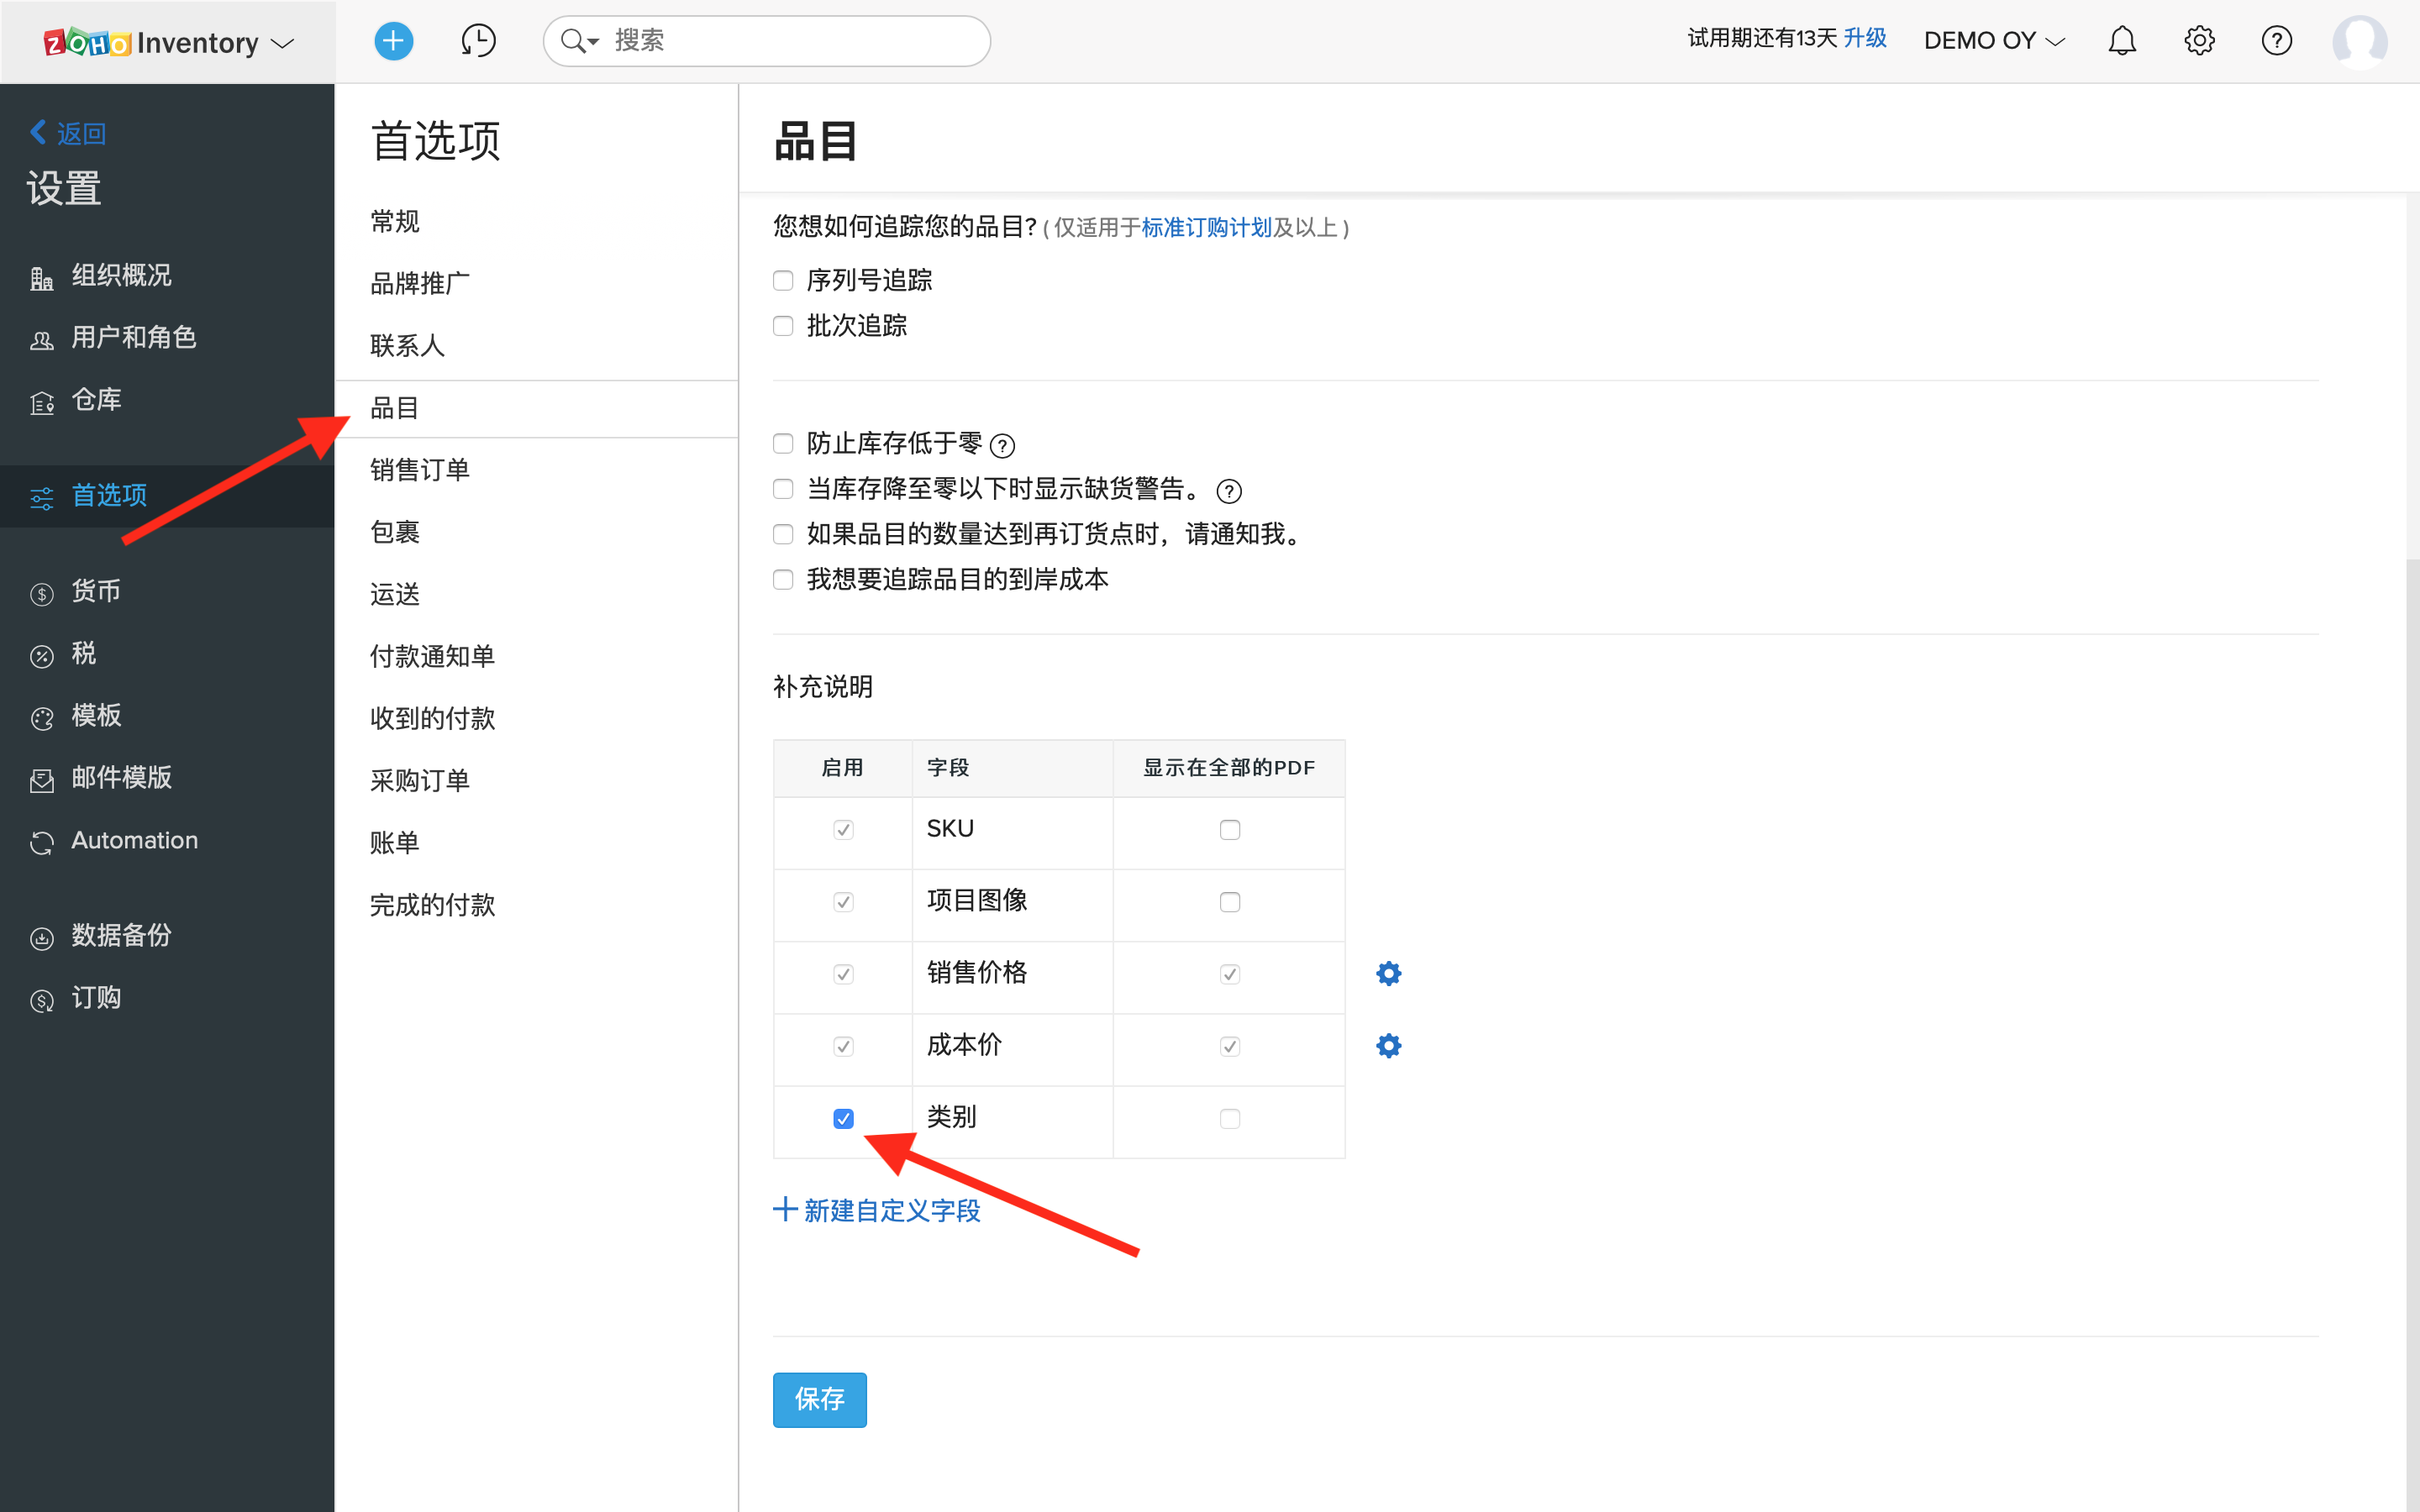 ZOHO Inventory
搜索
试用期还有13天 升级
DEMO OY
返回
设置
组织概况
用户和角色
仓库
首选项
货币
税
模板
邮件模版
Automation
数据备份
订购
首选项
常规
品牌推广
联系人
品目
销售订单
包裹
运送
付款通知单
收到的付款
采购订单
账单
完成的付款
品目
您想如何追踪您的品目? ( 仅适用于标准订购计划及以上 )
序列号追踪
批次追踪
防止库存低于零 ?
当库存降至零以下时显示缺货警告。 ?
如果品目的数量达到再订货点时，请通知我。
我想要追踪品目的到岸成本
补充说明
启用 字段 显示在全部的PDF
SKU
项目图像
销售价格
成本价
类别
+ 新建自定义字段
保存